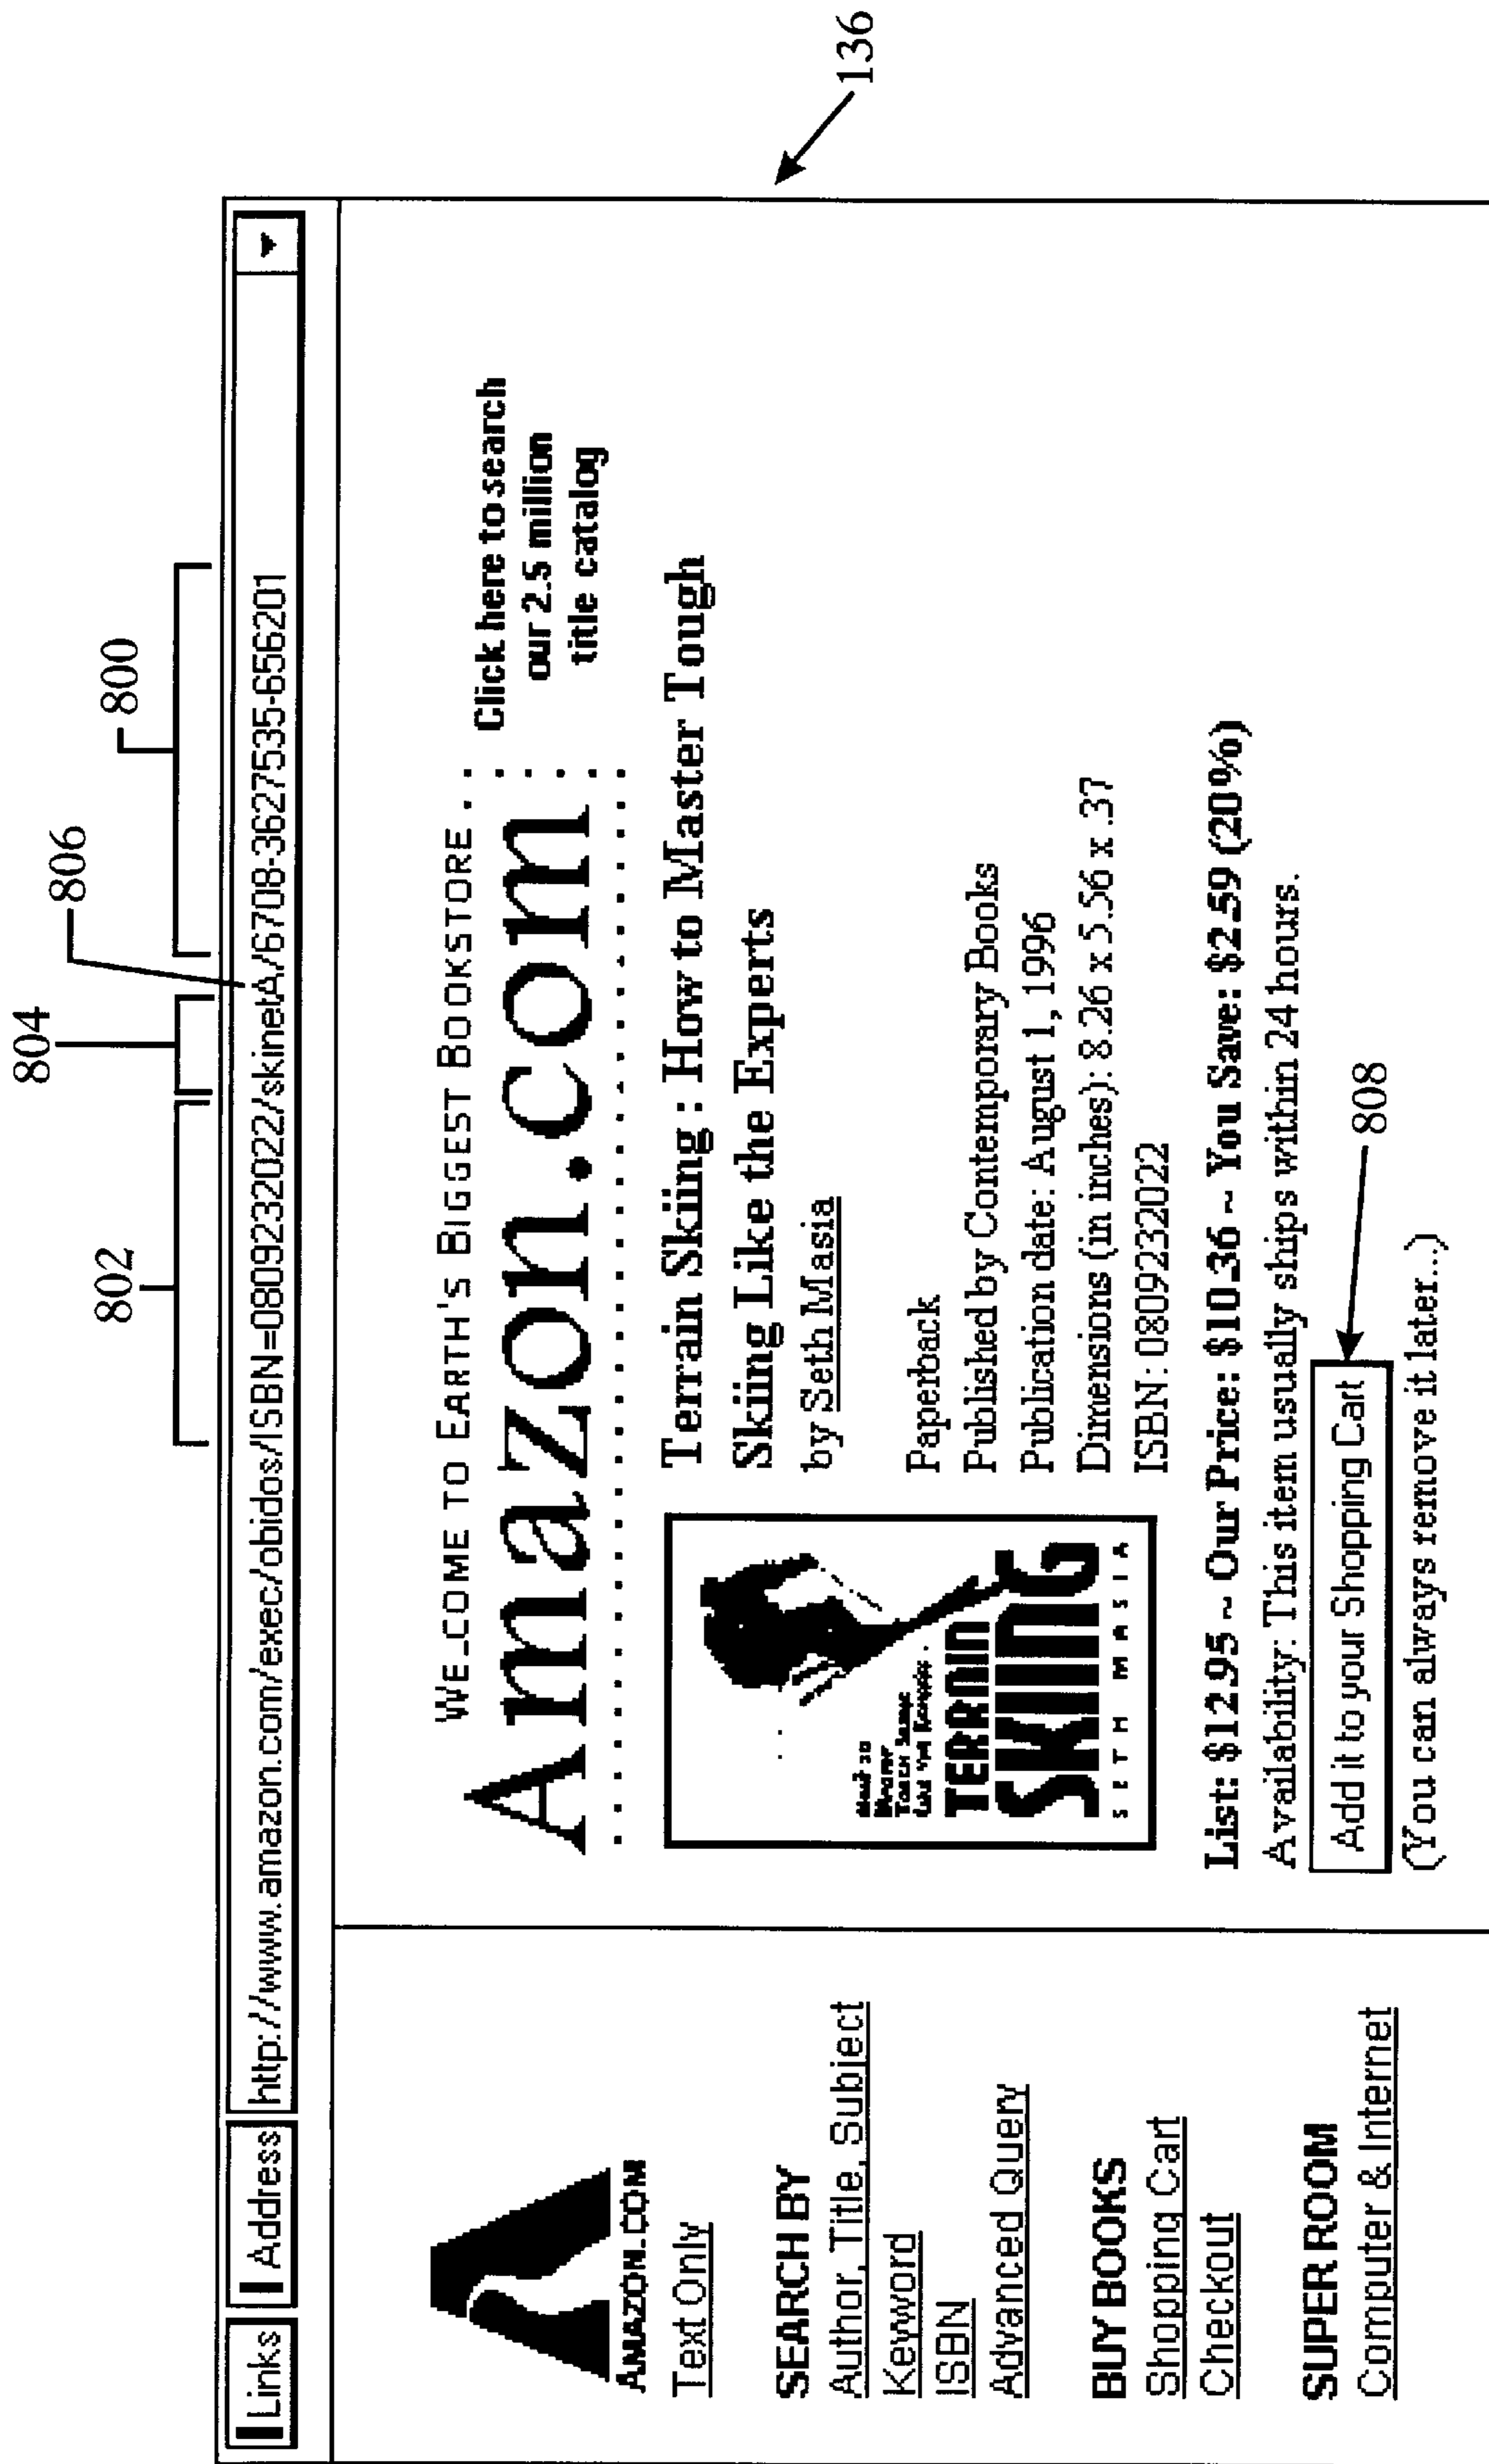 804
806
802
800
Links
Address
http://www.amazon.com/exec/obidos/ISBN=0809232022/skinetA/6708-3627535-656201
136
AMAZON.COM
Text Only
SEARCH BY
Author, Title, Subject
Keyword
ISBN
Advanced Query
BUY BOOKS
Shopping Cart
Checkout
SUPER ROOM
Computer & Internet
WELCOME TO EARTH'S BIGGEST BOOKSTORE
Amazon.com
Click here to search
our 2.5 million
title catalog
Terrain Skiing : How to Master Tough
Skiing Like the Experts
by Seth Masia
TERRAIN
SKIING
SETH MASIA
Paperback
Published by Contemporary Books
Publication date: August 1, 1996
Dimensions (in inches): 8.26 x 5.56 x .37
ISBN: 0809232022
List: $12.95 ~ Our Price: $10.36 ~ You Save: $2.59 (20%)
Availability: This item usually ships within 24 hours.
Add it to your Shopping Cart
808
(You can always remove it later...)